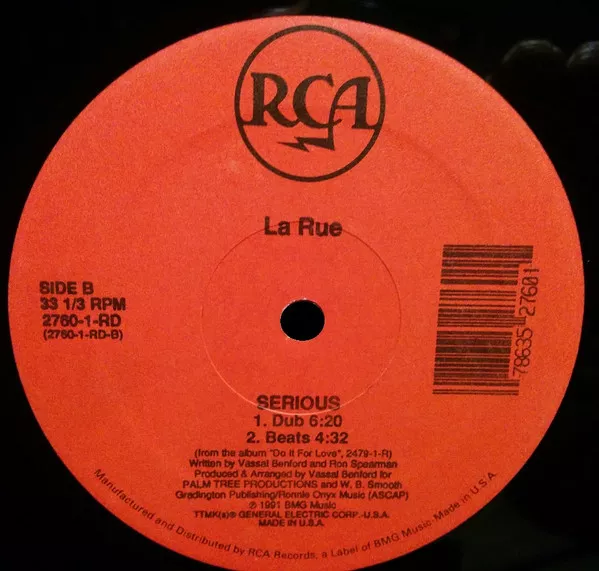 RCA
La Rue
SIDE B
33 1/3 RPM
2760-1-RD
(2760-1-RD-B)
78635 27601
SERIOUS
1. Dub 6:20
2. Beats 4:32
(from the album "Do It For Love", 2479-1-R)
Written by Vassal Benford and Ron Spearman
Produced & Arranged by Vassal Benford for
PALM TREE PRODUCTIONS and W. B. Smooth
Gradington Publishing/Ronnie Onyx Music (ASCAP)
℗ 1991 BMG Music
TTMK(s)® GENERAL ELECTRIC CORP.-U.S.A.
MADE IN U.S.A.
Manufactured and Distributed by RCA Records, a Label of BMG Music-Made in U.S.A.